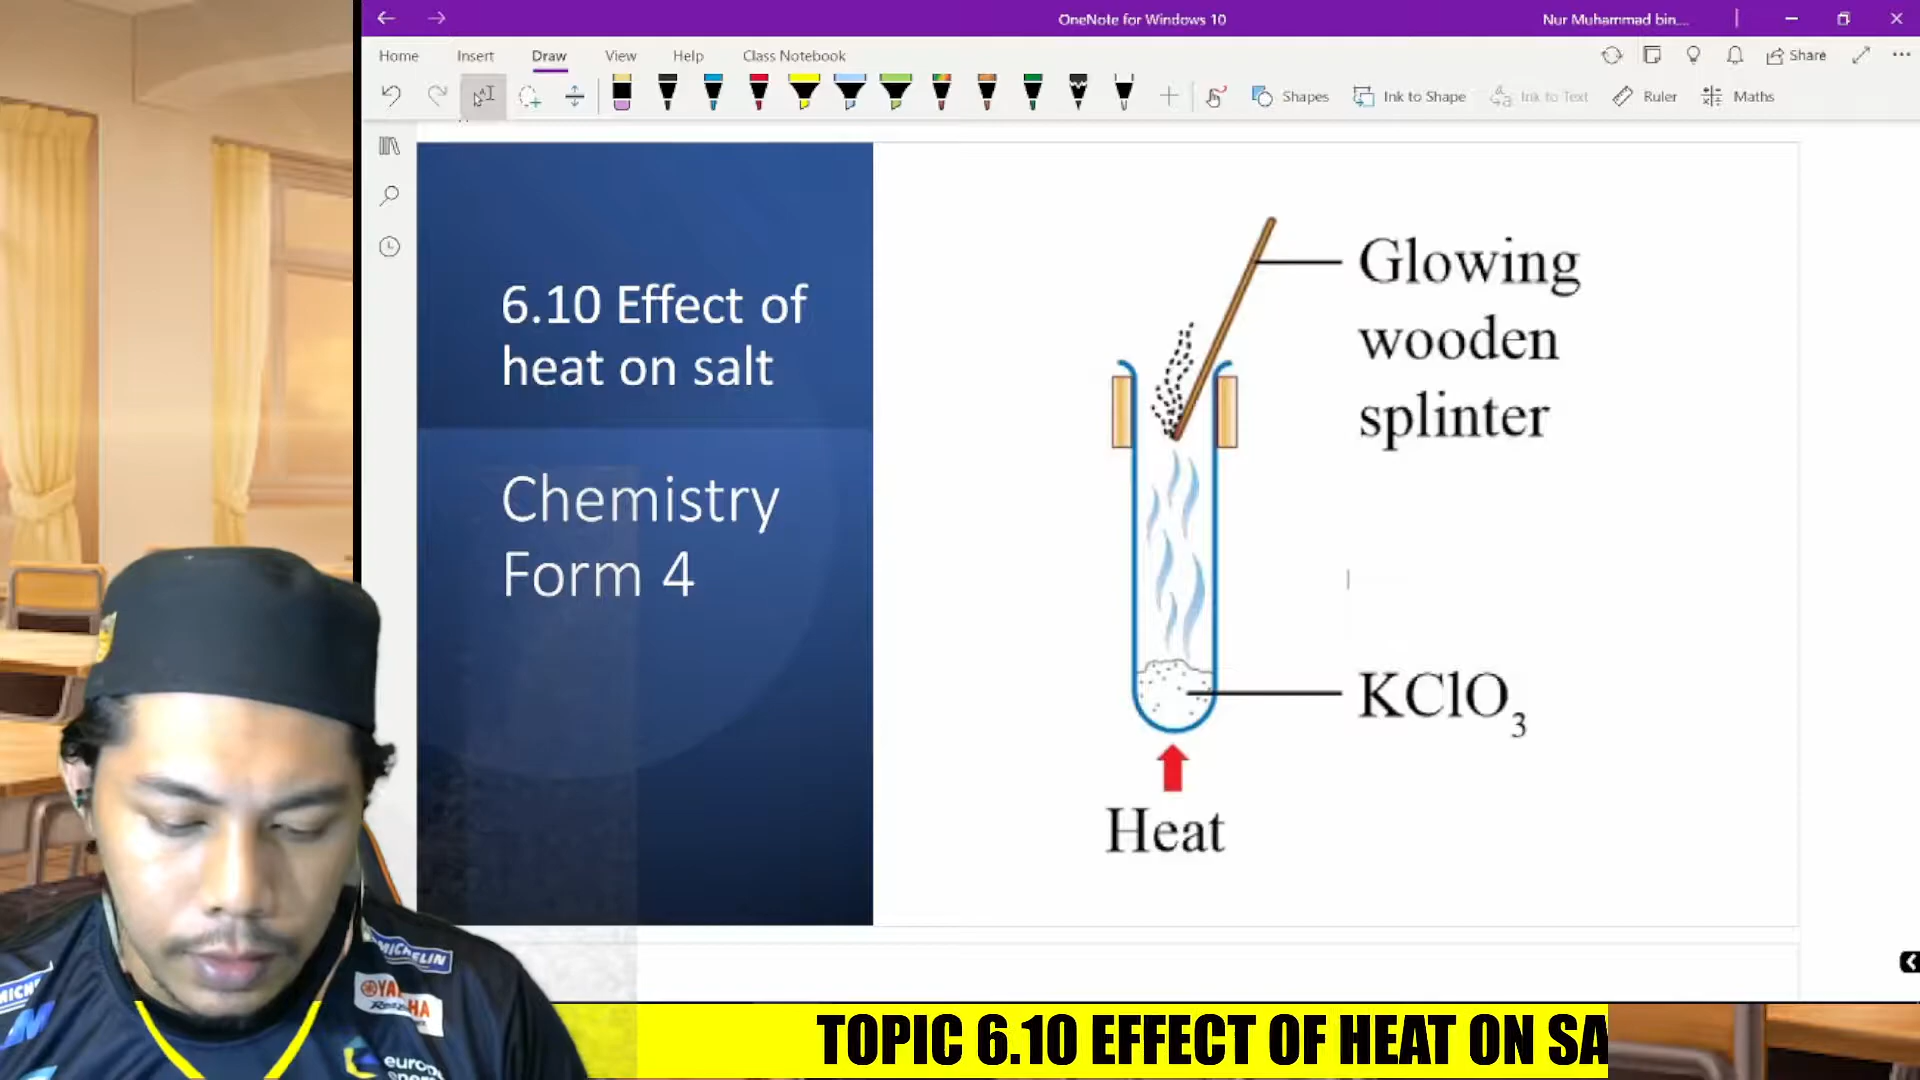 OneNote for Windows 10
Nur Muhammad bin....
Home Insert Draw View Help Class Notebook
Share
Shapes Ink to Shape Ink to Text Ruler Maths
6.10 Effect of
heat on salt
Chemistry
Form 4
Glowing
wooden
splinter
KClO3
Heat
MICHELIN
TOPIC 6.10 EFFECT OF HEAT ON SA